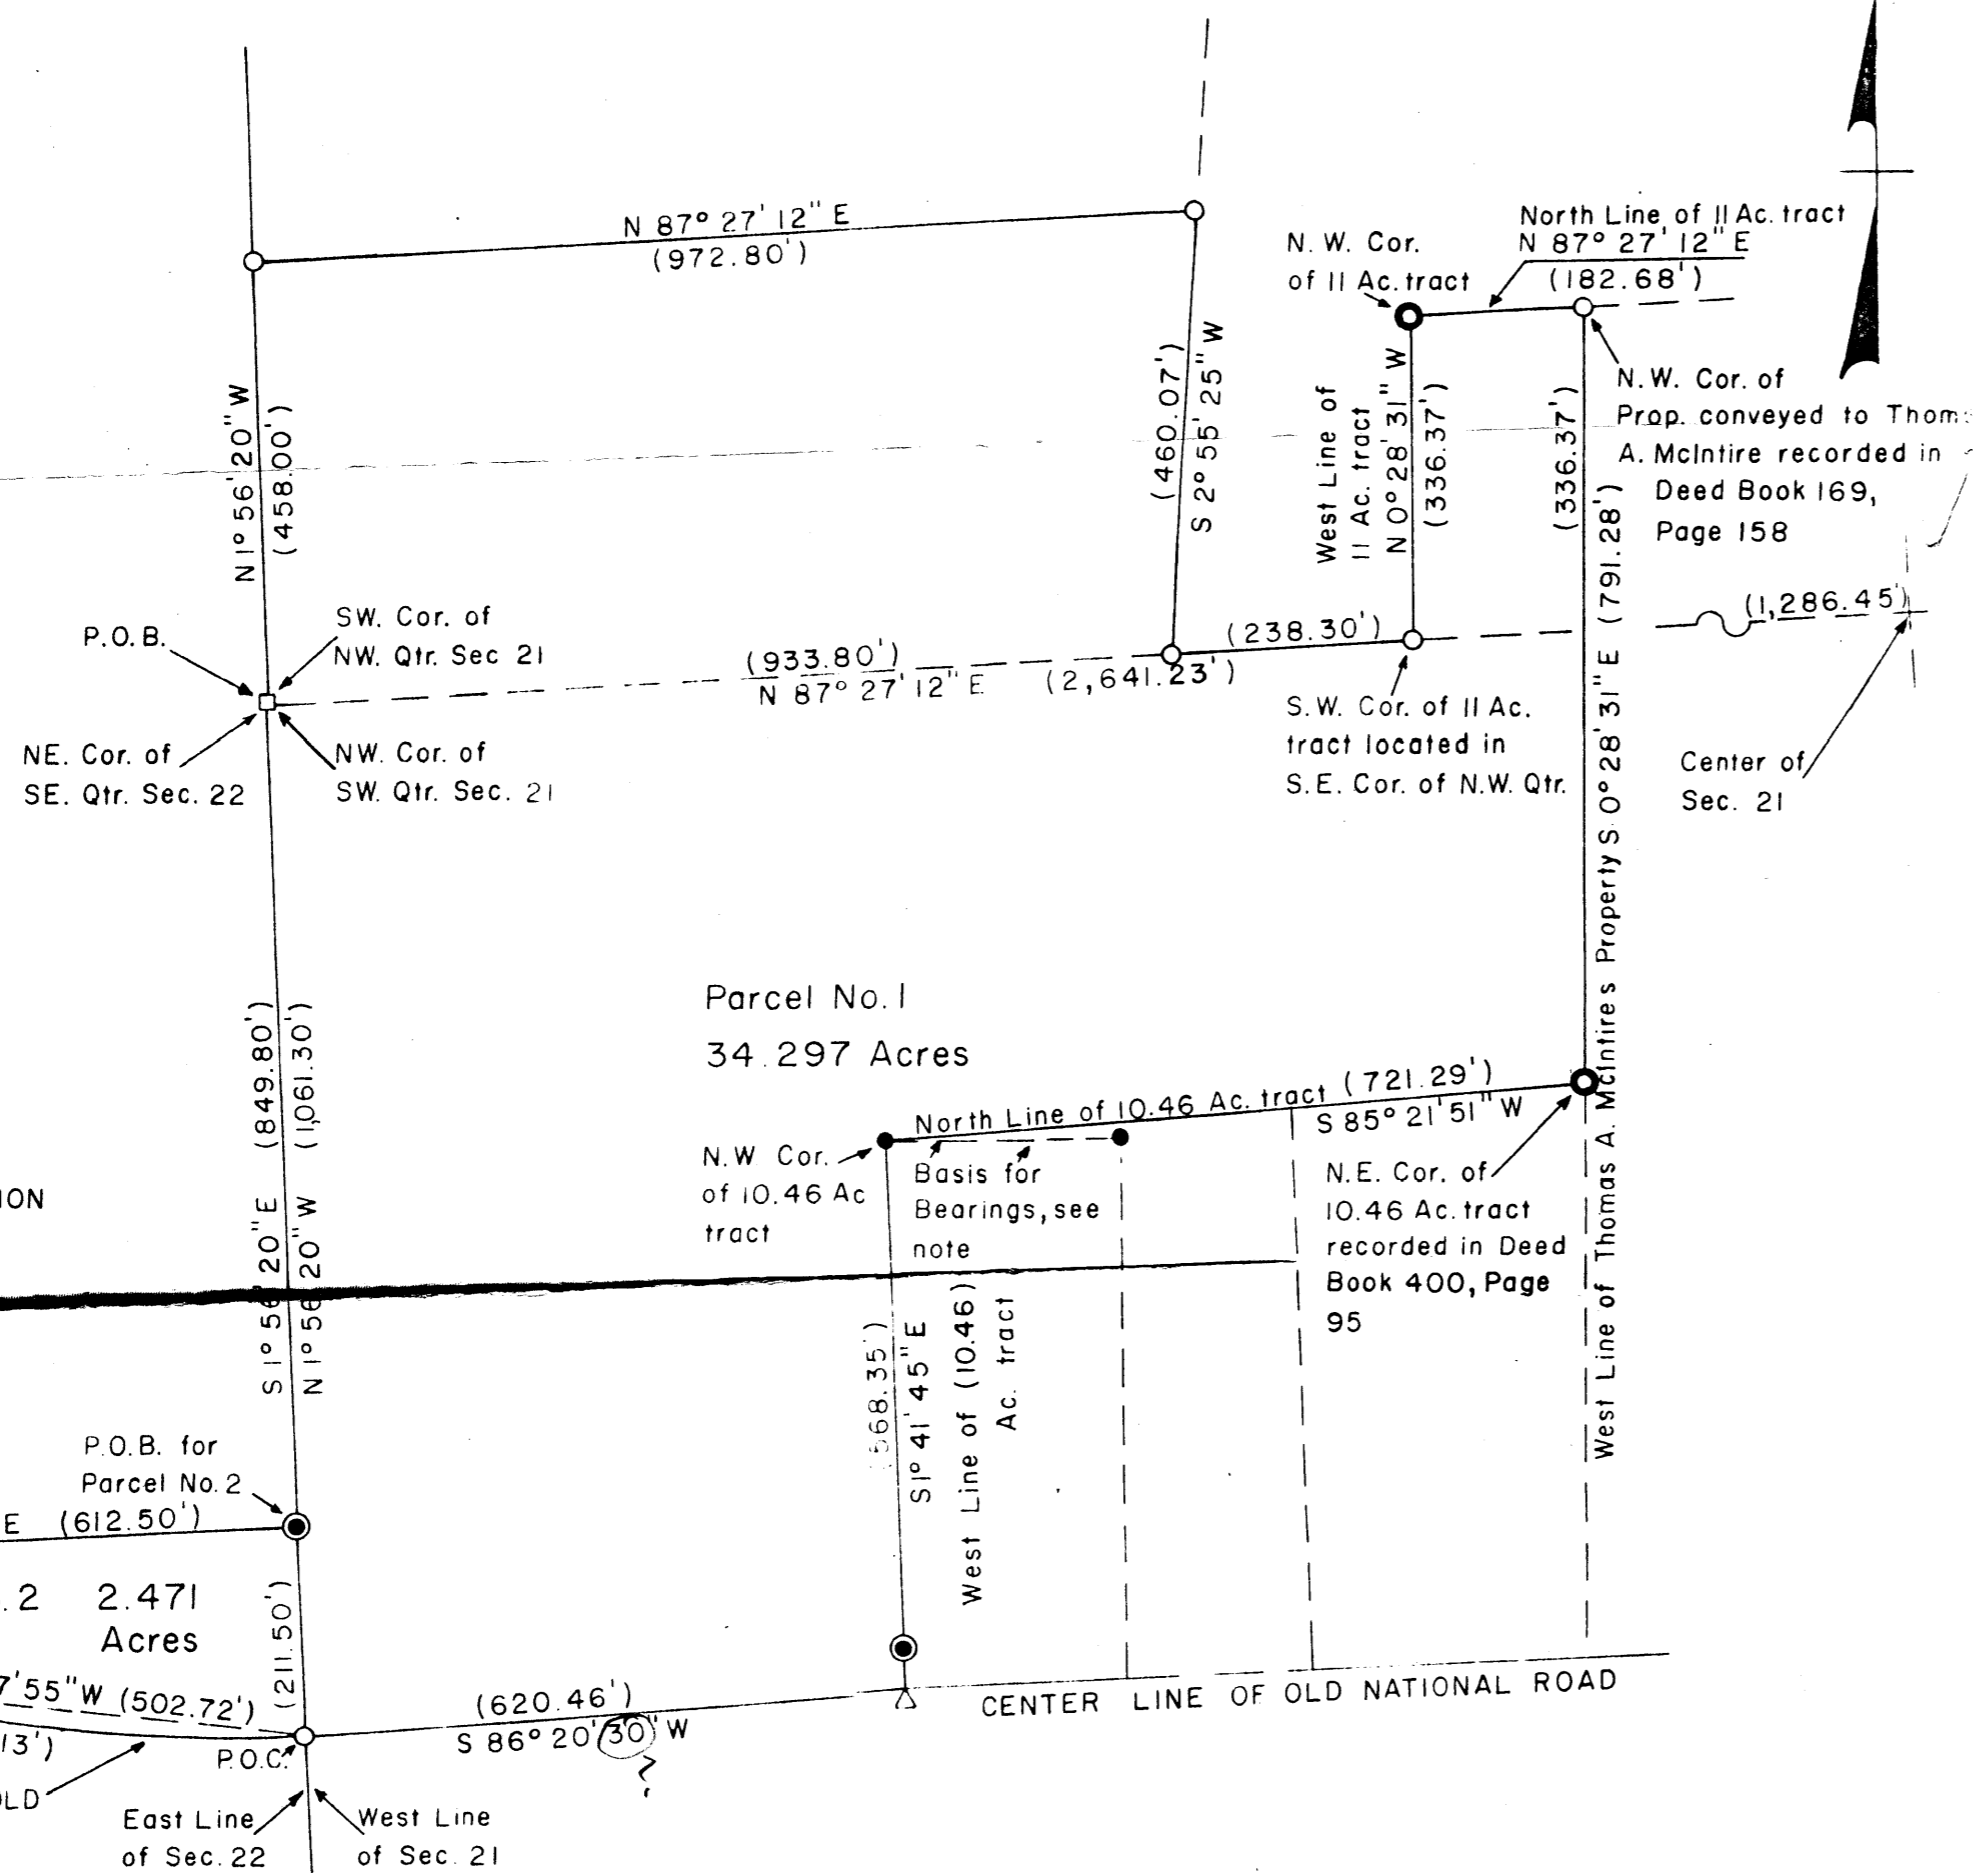 N 87° 27' 12" E
(972.80')
N. W. Cor.
of 11 Ac. tract
North Line of 11 Ac. tract
N 87° 27' 12" E
(182.68')
N 1° 56' 20" W
(458.00')
(460.07')
S 2° 55' 25" W
West Line of
11 Ac. tract
N 0° 28' 31" W
(336.37')
(336.37')
N.W. Cor. of
Prop. conveyed to
A. McIntire recorded in
Deed Book 169,
Page 158
P.O.B.
SW. Cor. of
NW. Qtr. Sec 21
(933.80')
N 87° 27' 12" E
(2,641.23')
(238.30')
(1,286.45')
NE. Cor. of
SE. Qtr. Sec. 22
NW. Cor. of
SW. Qtr. Sec. 21
S.W. Cor. of 11 Ac.
tract located in
S.E. Cor. of N.W. Qtr.
Center of
Sec. 21
West Line of Thomas A. McIntires Property S 0° 28' 31" E (791.28')
Parcel No. 1
34.297 Acres
S 1° 56' 20" E (849.80')
N 1° 56' 20" W (1,061.30')
North Line of 10.46 Ac. tract (721.29')
S 85° 21' 51" W
N.W Cor.
of 10.46 Ac
tract
Basis for
Bearings, see
note
N.E. Cor. of
10.46 Ac. tract
recorded in Deed
Book 400, Page
95
568.35')
S 1° 41' 45" E
West Line of (10.46)
Ac. tract
P.O.B. for
Parcel No. 2
E (612.50')
.2 2.471
Acres
(211.50')
7'55" W (502.72')
13')
P.O.C.
(620.46')
S 86° 20' 30" W
?
CENTER LINE OF OLD NATIONAL ROAD
East Line
of Sec. 22
West Line
of Sec. 21